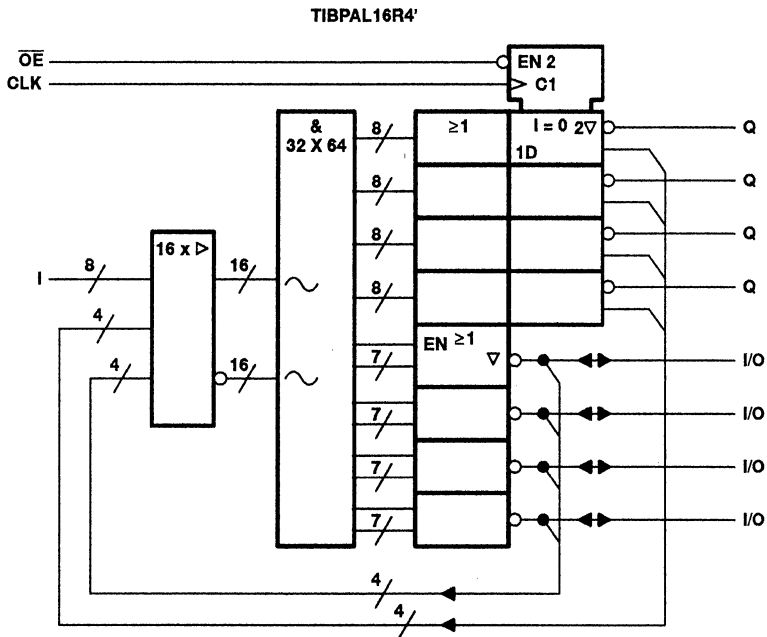 TIBPAL16R4'
OE
CLK
EN 2
C1
&
32 X 64
8
≥1
I = 0 2▽
1D
Q
8
Q
8
Q
8
Q
16 x ▷
I
8
16
4
4
16
EN ≥1
▽
7
I/O
7
I/O
7
I/O
7
I/O
4
4